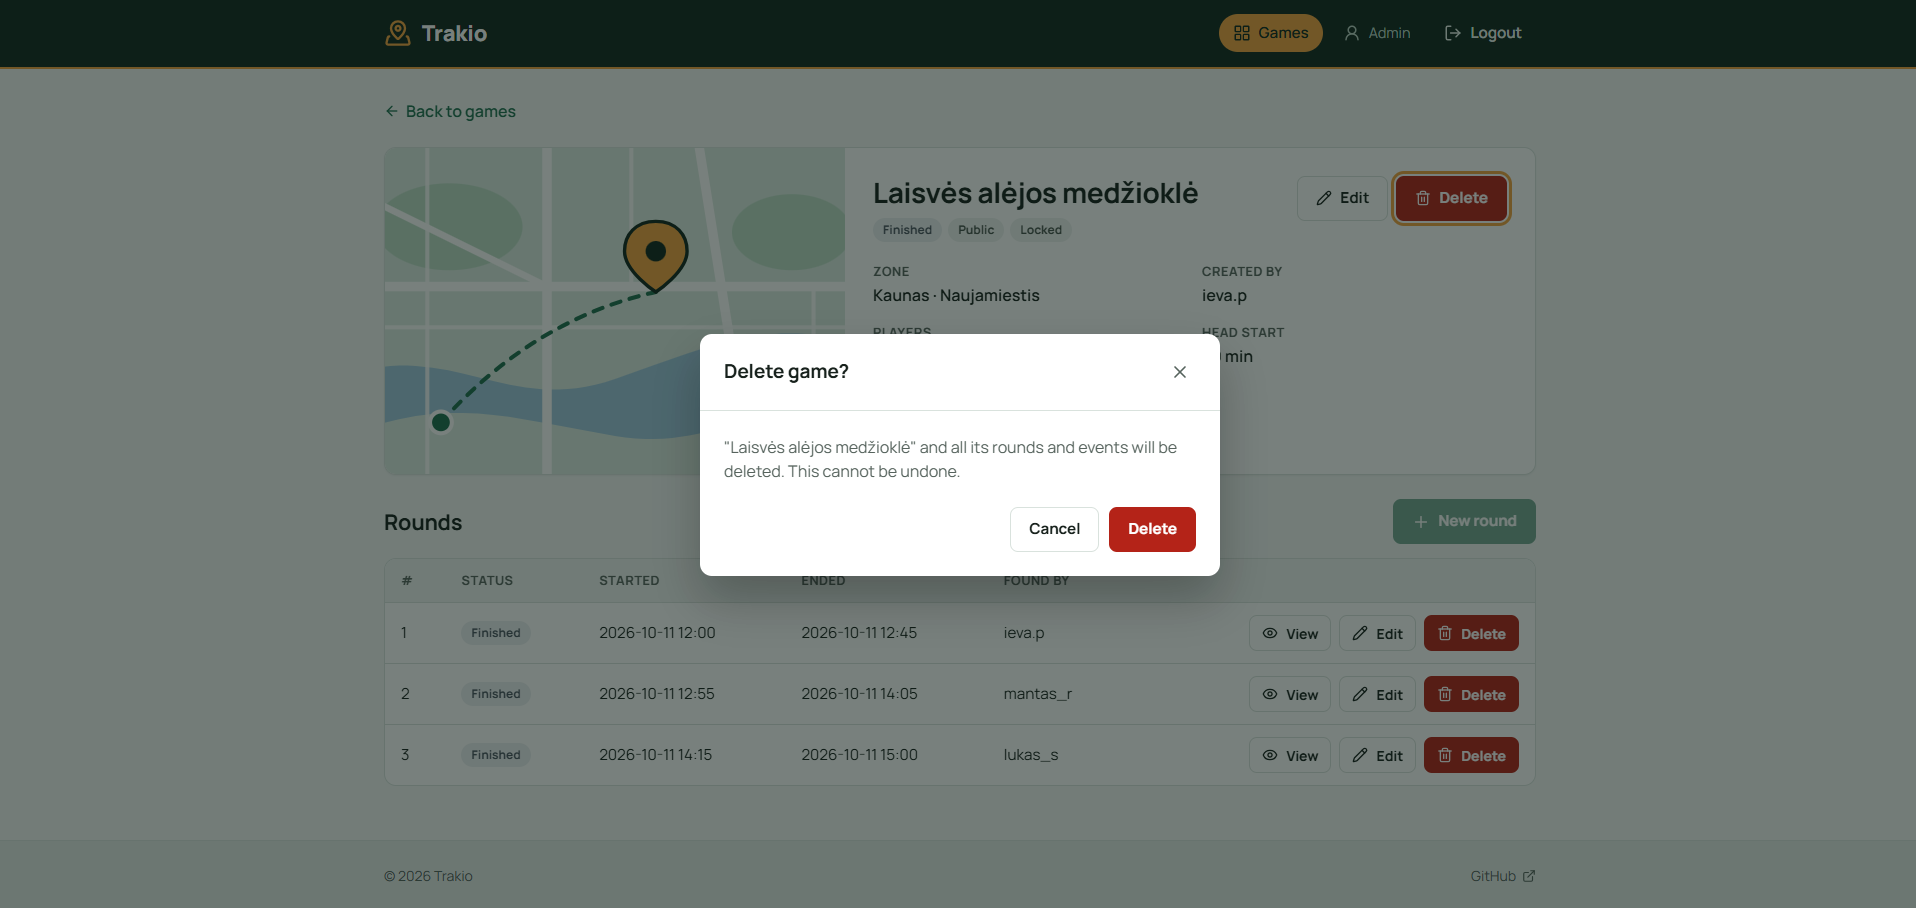 Trakio
Games
Admin
Logout
Back to games
Laisvės alėjos medžioklė
Edit
Delete
Finished
Public
Locked
ZONE
CREATED BY
Kaunas · Naujamiestis
ieva.p
PLAYERS
HEAD START
min
Delete game?
"Laisvės alėjos medžioklė" and all its rounds and events will be
deleted. This cannot be undone.
Cancel
Delete
Rounds
New round
# STATUS STARTED ENDED FOUND BY
1 Finished 2026-10-11 12:00 2026-10-11 12:45 ieva.p View Edit Delete
2 Finished 2026-10-11 12:55 2026-10-11 14:05 mantas_r View Edit Delete
3 Finished 2026-10-11 14:15 2026-10-11 15:00 lukas_s View Edit Delete
© 2026 Trakio
GitHub